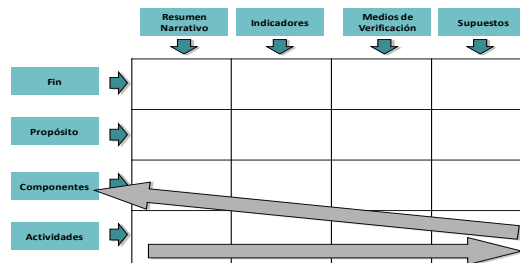 Resumen
Narrativo
Indicadores
Medios de
Verificación
Supuestos
Fin
Propósito
Componentes
Actividades